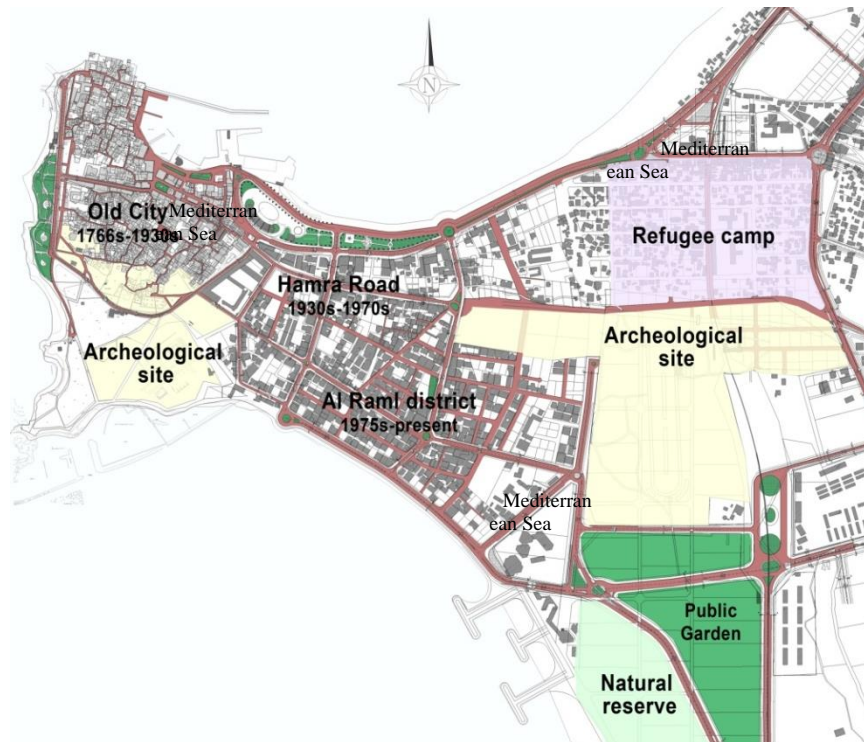 N
Mediterran
ean Sea
Old City
1766s-1930s
Mediterran
ean Sea
Refugee camp
Hamra Road
1930s-1970s
Archeological
site
Archeological
site
Al Raml district
1975s-present
Mediterran
ean Sea
Public
Garden
Natural
reserve